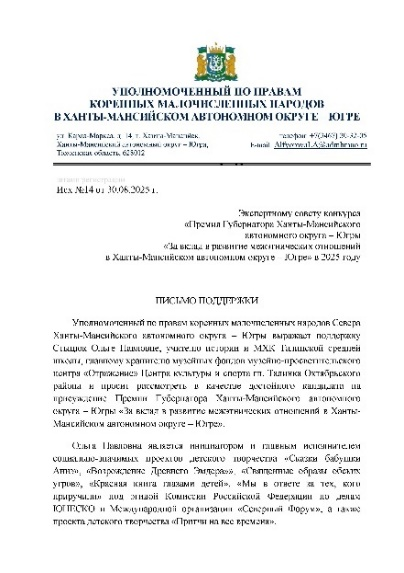 УПОЛНОМОЧЕННЫЙ ПО ПРАВАМ
КОРЕННЫХ МАЛОЧИСЛЕННЫХ НАРОДОВ
В ХАНТЫ-МАНСИЙСКОМ АВТОНОМНОМ ОКРУГЕ – ЮГРЕ
ул. Карла-Маркса, д. 14, г. Ханты-Мансийск,
Ханты-Мансийский автономный округ – Югра,
Тюменская область, 628012
телефон: +7(3467)
E-mail:
Исх №14 от 30.08.2025 г.
Экспертному совету конкурса
«Премия Губернатора Ханты-Мансийского
автономного округа – Югры
«За вклад в развитие межэтнических отношений
в Ханты-Мансийском автономном округе – Югре» в 2025 году
ПИСЬМО ПОДДЕРЖКИ
Уполномоченный по правам коренных малочисленных народов Севера
Ханты-Мансийского автономного округа – Югры выражает поддержку
Ольге Павловне, учителю истории и МХК Талинской средней
школы, главному хранителю музейных фондов музейно-просветительского
центра «Отражение» Центра культуры и спорта гп. Талинка Октябрьского
района и просит рассмотреть в качестве достойного кандидата на
присуждение Премии Губернатора Ханты-Мансийского автономного
округа – Югры «За вклад в развитие межэтнических отношений в Ханты-
Мансийском автономном округе – Югре».
Ольга Павловна является инициатором и главным исполнителем
социально-значимых проектов детского творчества «Сказки бабушки
Аннэ», «Возрождение Древнего Эмдера», «Священные образы обских
угров», «Красная книга глазами детей», «Мы в ответе за тех, кого
приручили» под эгидой Комиссии Российской Федерации по делам
ЮНЕСКО и Международной организации «Северный Форум», а также
проекта детского творчества «Притчи на все времена».